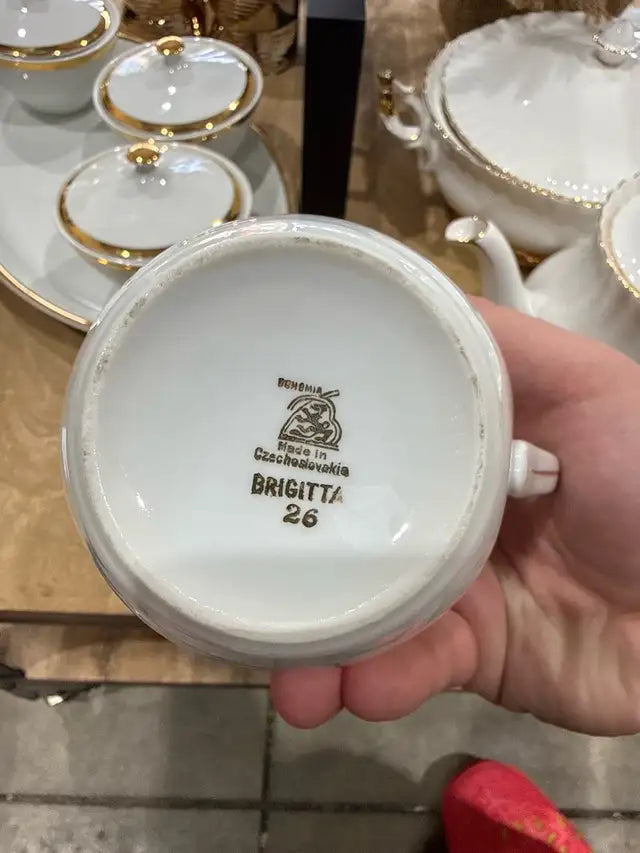 BOHEMIA
Made in
Czechoslovakia
BRIGITTA
26